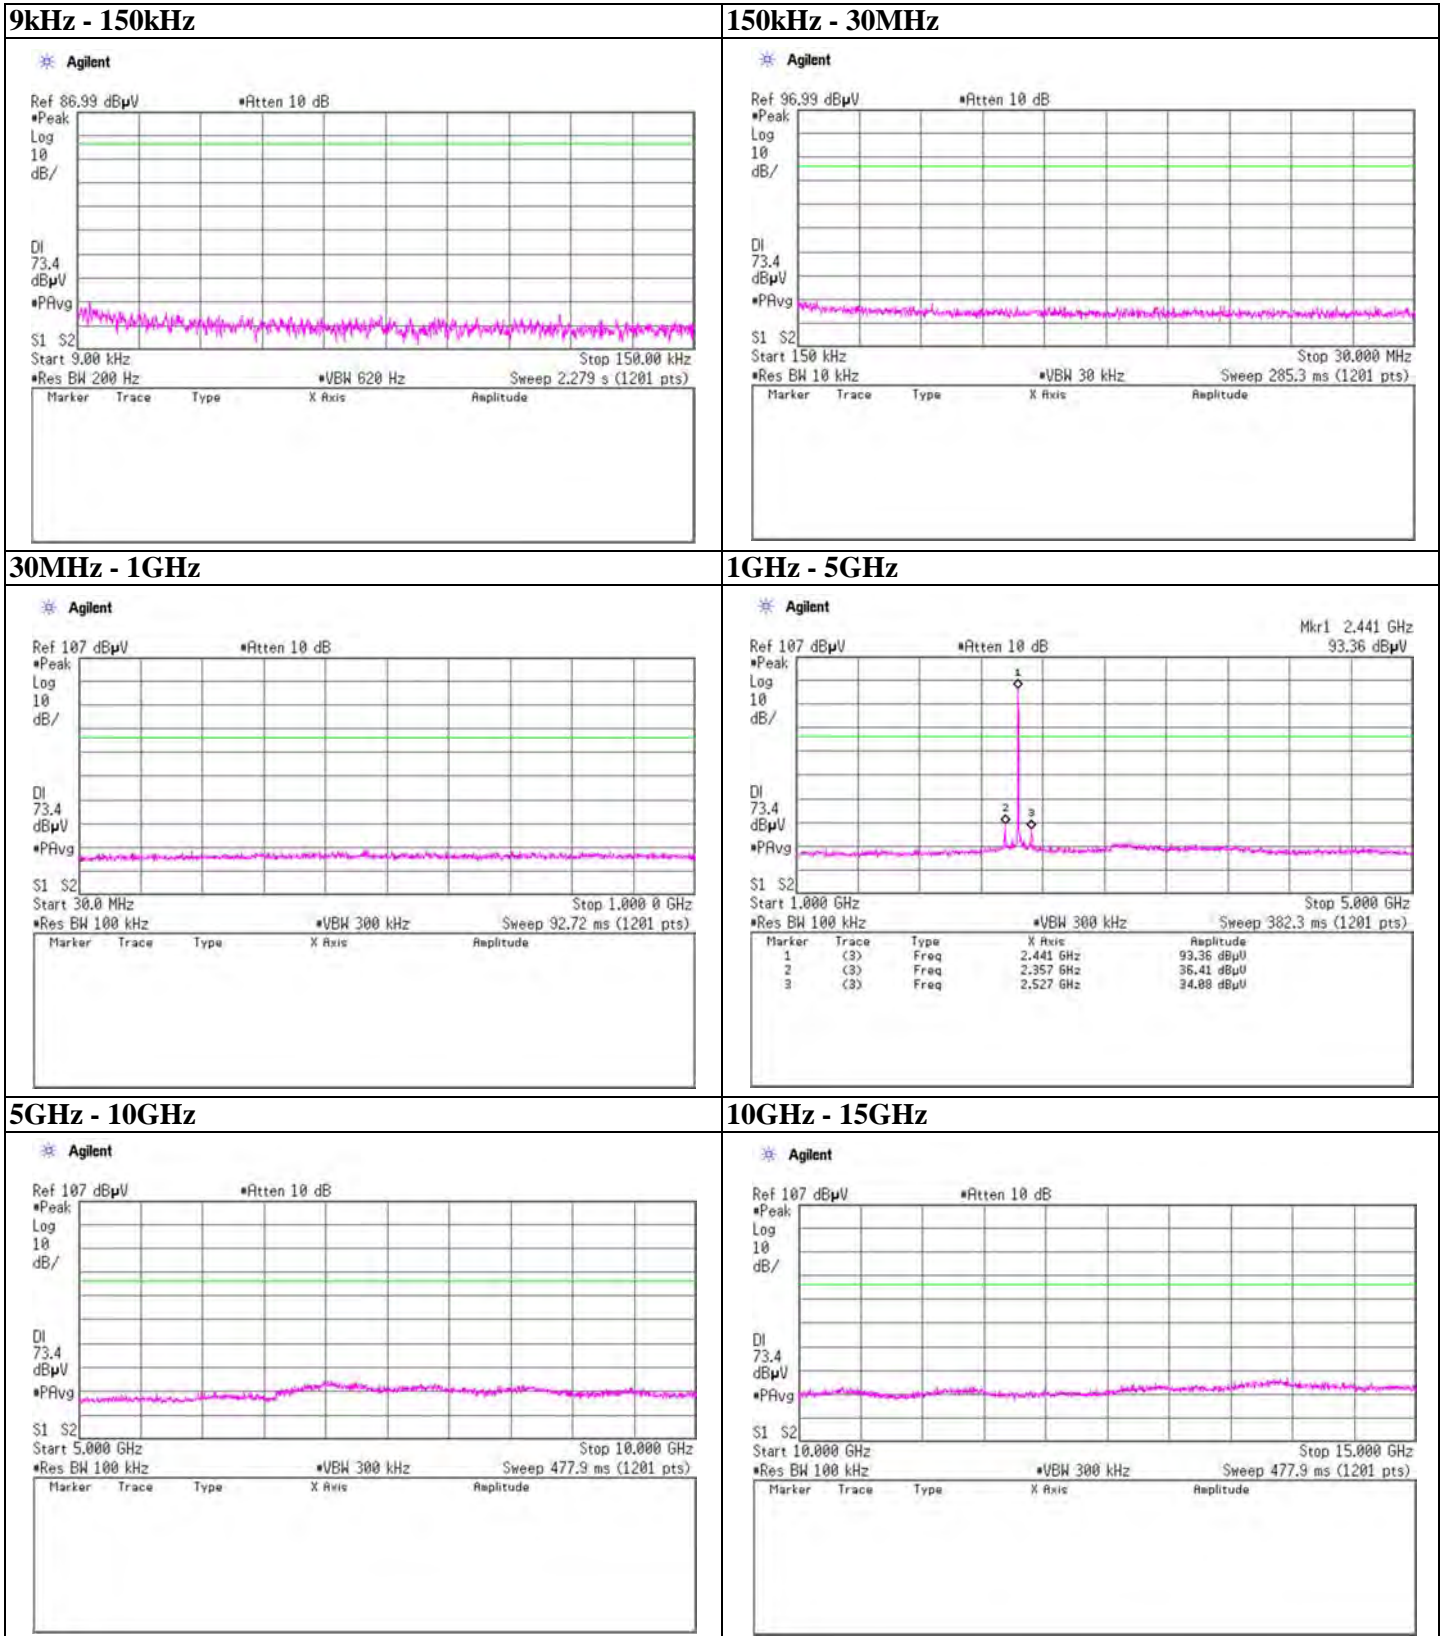 9kHz - 150kHz
Agilent
Ref 86.99 dBµV *Atten 10 dB
*Peak
Log
10
dB/
DI
73.4
dBµV
*PAvg
S1 S2
Start 9.00 kHz Stop 150.00 kHz
*Res BW 200 Hz *VBW 620 Hz Sweep 2.279 s (1201 pts)
Marker Trace Type X Axis Amplitude
150kHz - 30MHz
Agilent
Ref 96.99 dBµV *Atten 10 dB
*Peak
Log
10
dB/
DI
73.4
dBµV
*PAvg
S1 S2
Start 150 kHz Stop 30.000 MHz
*Res BW 10 kHz *VBW 30 kHz Sweep 285.3 ms (1201 pts)
Marker Trace Type X Axis Amplitude
30MHz - 1GHz
Agilent
Ref 107 dBµV *Atten 10 dB
*Peak
Log
10
dB/
DI
73.4
dBµV
*PAvg
S1 S2
Start 30.0 MHz Stop 1.000 0 GHz
*Res BW 100 kHz *VBW 300 kHz Sweep 92.72 ms (1201 pts)
Marker Trace Type X Axis Amplitude
1GHz - 5GHz
Agilent
Mkr1 2.441 GHz
Ref 107 dBµV *Atten 10 dB 93.36 dBµV
*Peak
Log
10
dB/
1
2
3
DI
73.4
dBµV
*PAvg
S1 S2
Start 1.000 GHz Stop 5.000 GHz
*Res BW 100 kHz *VBW 300 kHz Sweep 382.3 ms (1201 pts)
Marker Trace Type X Axis Amplitude
1 (3) Freq 2.441 GHz 93.36 dBµV
2 (3) Freq 2.357 GHz 36.41 dBµV
3 (3) Freq 2.527 GHz 34.08 dBµV
5GHz - 10GHz
Agilent
Ref 107 dBµV *Atten 10 dB
*Peak
Log
10
dB/
DI
73.4
dBµV
*PAvg
S1 S2
Start 5.000 GHz Stop 10.000 GHz
*Res BW 100 kHz *VBW 300 kHz Sweep 477.9 ms (1201 pts)
Marker Trace Type X Axis Amplitude
10GHz - 15GHz
Agilent
Ref 107 dBµV *Atten 10 dB
*Peak
Log
10
dB/
DI
73.4
dBµV
*PAvg
S1 S2
Start 10.000 GHz Stop 15.000 GHz
*Res BW 100 kHz *VBW 300 kHz Sweep 477.9 ms (1201 pts)
Marker Trace Type X Axis Amplitude